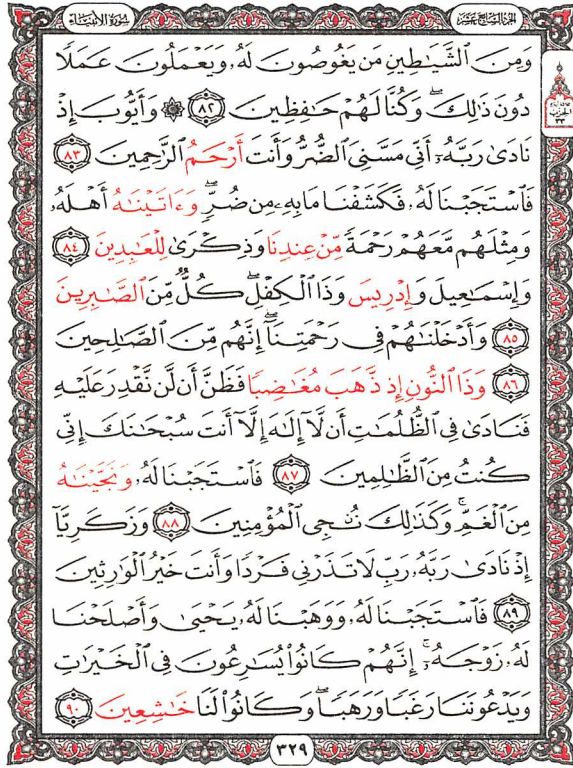 الجزء السابع عشر
سورة الأنبياء
وَمِنَ ٱلشَّيَـٰطِينِ مَن يَغُوصُونَ لَهُۥ وَيَعْمَلُونَ عَمَلًا
دُونَ ذَٰلِكَ ۖ وَكُنَّا لَهُمْ حَـٰفِظِينَ ٨٢ ۞ وَأَيُّوبَ إِذْ
نَادَىٰ رَبَّهُۥٓ أَنِّى مَسَّنِىَ ٱلضُّرُّ وَأَنتَ أَرْحَمُ ٱلرَّٰحِمِينَ ٨٣
فَٱسْتَجَبْنَا لَهُۥ فَكَشَفْنَا مَا بِهِۦ مِن ضُرٍّ ۖ وَءَاتَيْنَـٰهُ أَهْلَهُۥ
وَمِثْلَهُم مَّعَهُمْ رَحْمَةً مِّنْ عِندِنَا وَذِكْرَىٰ لِلْعَـٰبِدِينَ ٨٤
وَإِسْمَـٰعِيلَ وَإِدْرِيسَ وَذَا ٱلْكِفْلِ ۖ كُلٌّ مِّنَ ٱلصَّـٰبِرِينَ
٨٥ وَأَدْخَلْنَـٰهُمْ فِى رَحْمَتِنَآ ۖ إِنَّهُم مِّنَ ٱلصَّـٰلِحِينَ
٨٦ وَذَا ٱلنُّونِ إِذ ذَّهَبَ مُغَـٰضِبًا فَظَنَّ أَن لَّن نَّقْدِرَ عَلَيْهِ
فَنَادَىٰ فِى ٱلظُّلُمَـٰتِ أَن لَّآ إِلَـٰهَ إِلَّآ أَنتَ سُبْحَـٰنَكَ إِنِّى
كُنتُ مِنَ ٱلظَّـٰلِمِينَ ٨٧ فَٱسْتَجَبْنَا لَهُۥ وَنَجَّيْنَـٰهُ
مِنَ ٱلْغَمِّ ۚ وَكَذَٰلِكَ نُـۨجِى ٱلْمُؤْمِنِينَ ٨٨ وَزَكَرِيَّآ
إِذْ نَادَىٰ رَبَّهُۥ رَبِّ لَا تَذَرْنِى فَرْدًا وَأَنتَ خَيْرُ ٱلْوَٰرِثِينَ
٨٩ فَٱسْتَجَبْنَا لَهُۥ وَوَهَبْنَا لَهُۥ يَحْيَىٰ وَأَصْلَحْنَا
لَهُۥ زَوْجَهُۥٓ ۚ إِنَّهُمْ كَانُوا۟ يُسَـٰرِعُونَ فِى ٱلْخَيْرَٰتِ
وَيَدْعُونَنَا رَغَبًا وَرَهَبًا ۖ وَكَانُوا۟ لَنَا خَـٰشِعِينَ ٩٠
٣٢٩